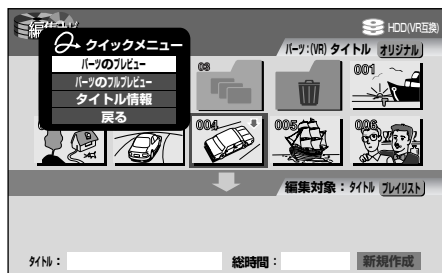 編集ナビ
HDD(VR互換)
クイックメニュー
パーツのプレビュー
パーツのフルプレビュー
タイトル情報
戻る
パーツ:(VR) タイトル オリジナル
03
001
004
005
006
編集対象:タイトル プレイリスト
タイトル:
総時間:
新規作成